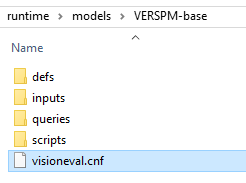 runtime > models > VERSPM-base
Name
defs
inputs
queries
scripts
visioneval.cnf